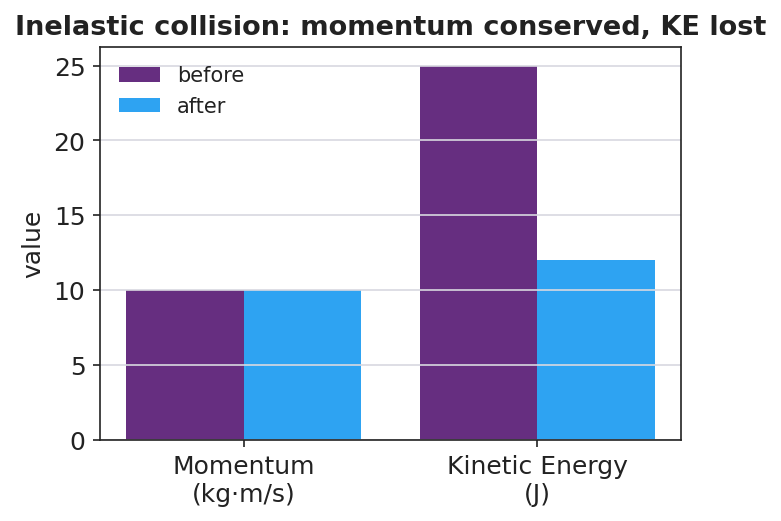 Inelastic collision: momentum conserved, KE lost
before
after
value
25
20
15
10
5
0
Momentum
(kg·m/s)
Kinetic Energy
(J)